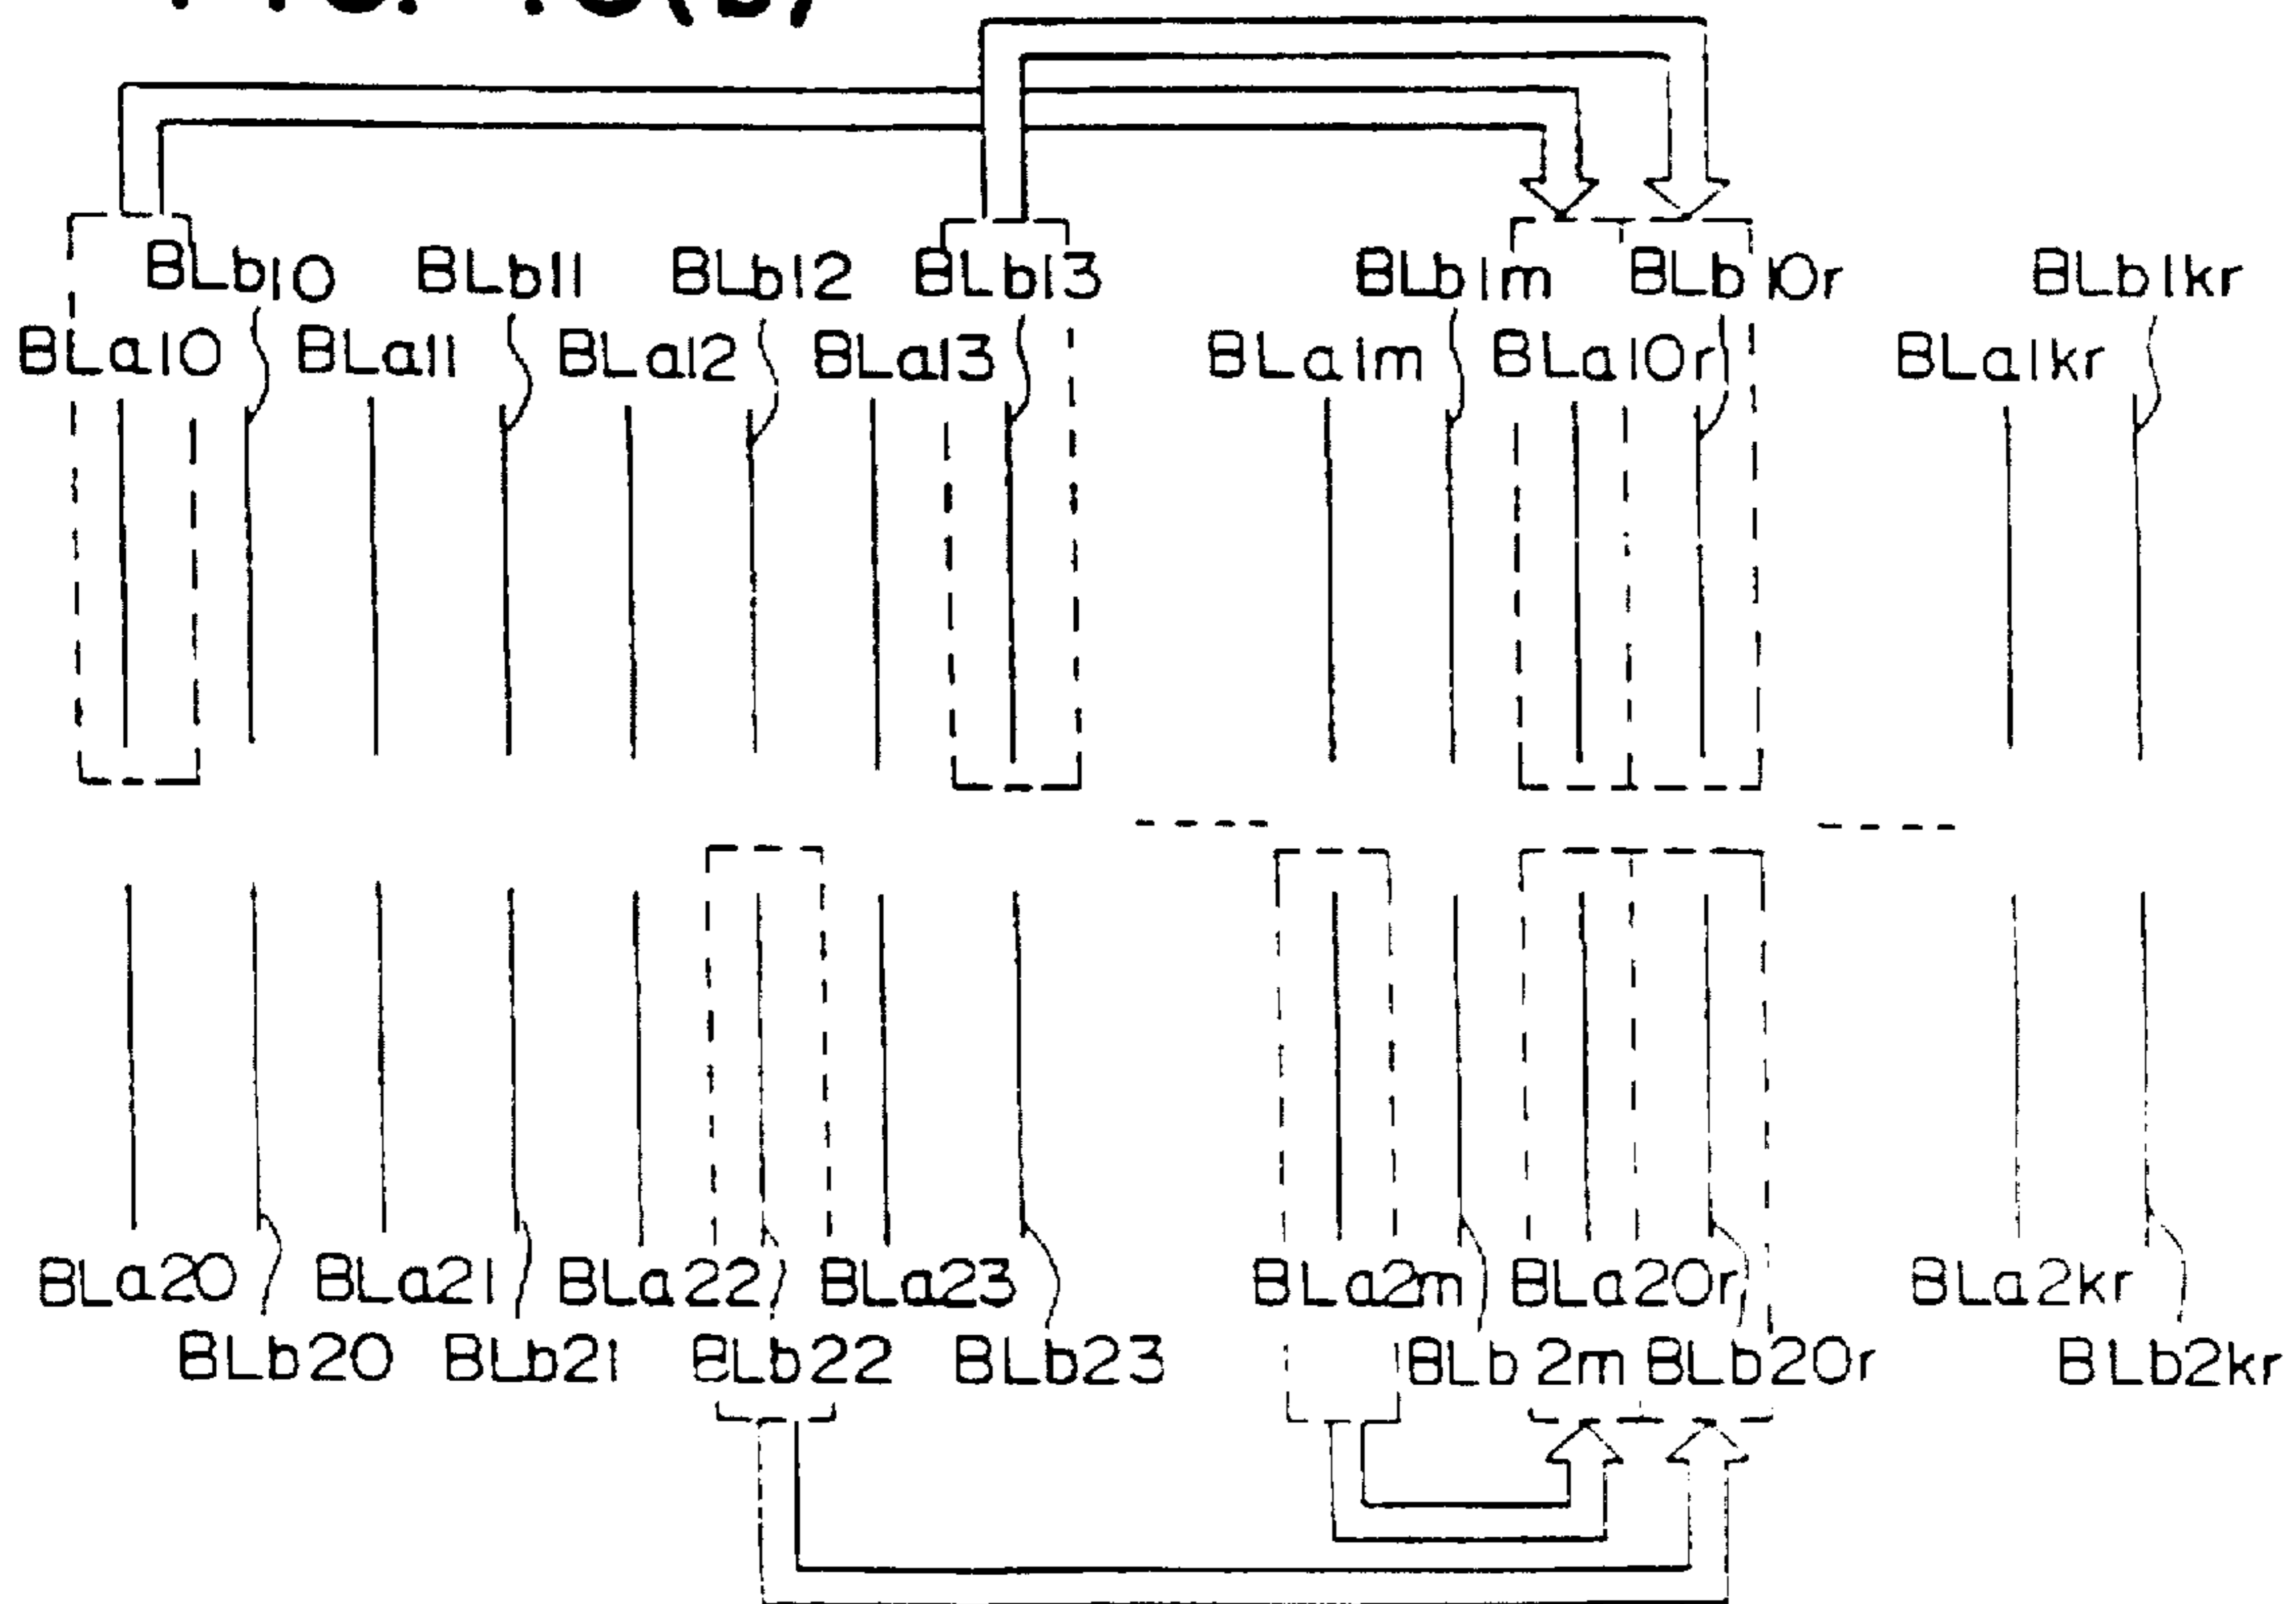 BLb10 BLb11 BLb12 BLb13 BLb1m BLb10r BLb1kr
BLa10 BLa11 BLa12 BLa13 BLa1m BLa10r BLa1kr
BLa20 BLa21 BLa22 BLa23 BLa2m BLa20r BLa2kr
BLb20 BLb21 BLb22 BLb23 BLb2m BLb20r BLb2kr